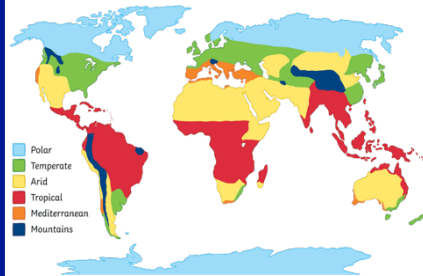 Polar
Temperate
Arid
Tropical
Mediterranean
Mountains